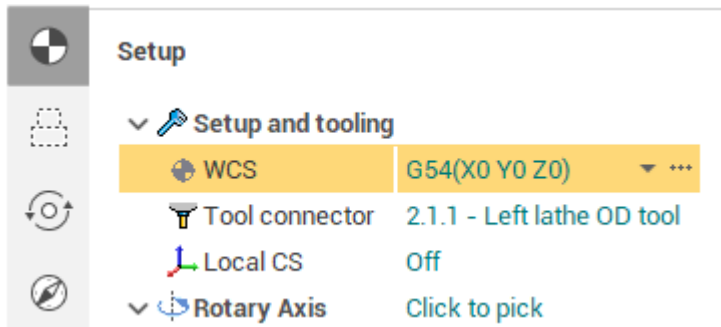 Setup
Setup and tooling
WCS G54(X0 Y0 Z0)
Tool connector 2.1.1 - Left lathe OD tool
Local CS Off
Rotary Axis Click to pick